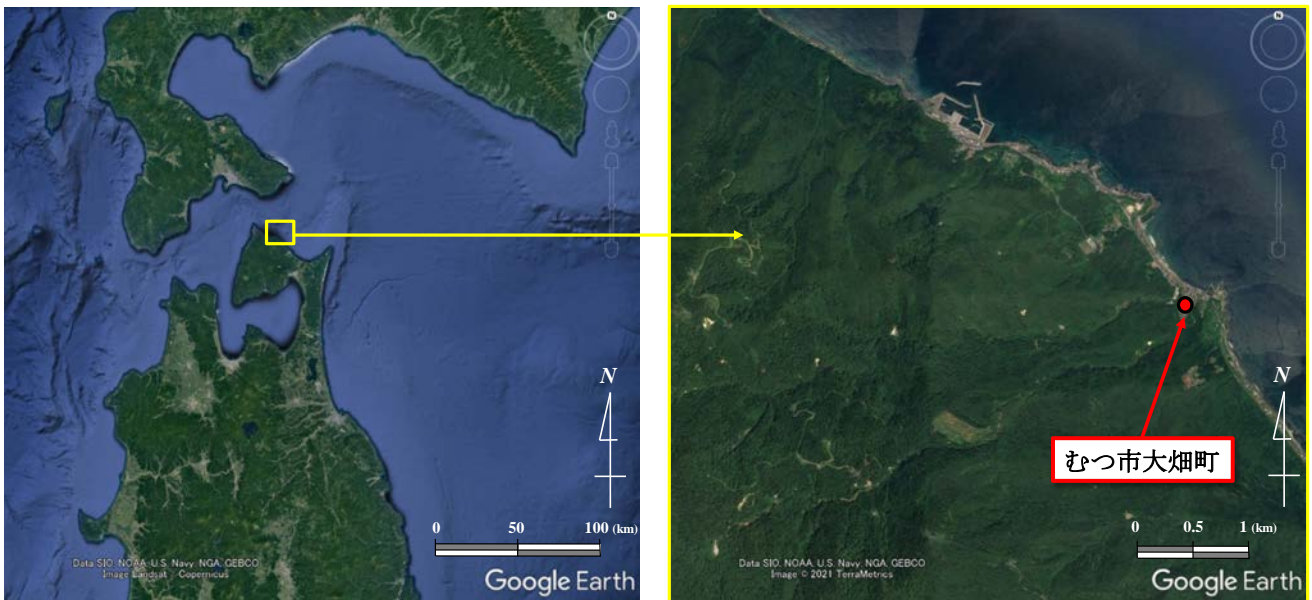 N
N
0 50 100 (km)
Data SIO, NOAA, U.S. Navy, NGA, GEBCO
Image Landsat / Copernicus
Google Earth
N
むつ市大畑町
N
0 0.5 1 (km)
Data SIO, NOAA, U.S. Navy, NGA, GEBCO
Image © 2021 TerraMetrics
Google Earth